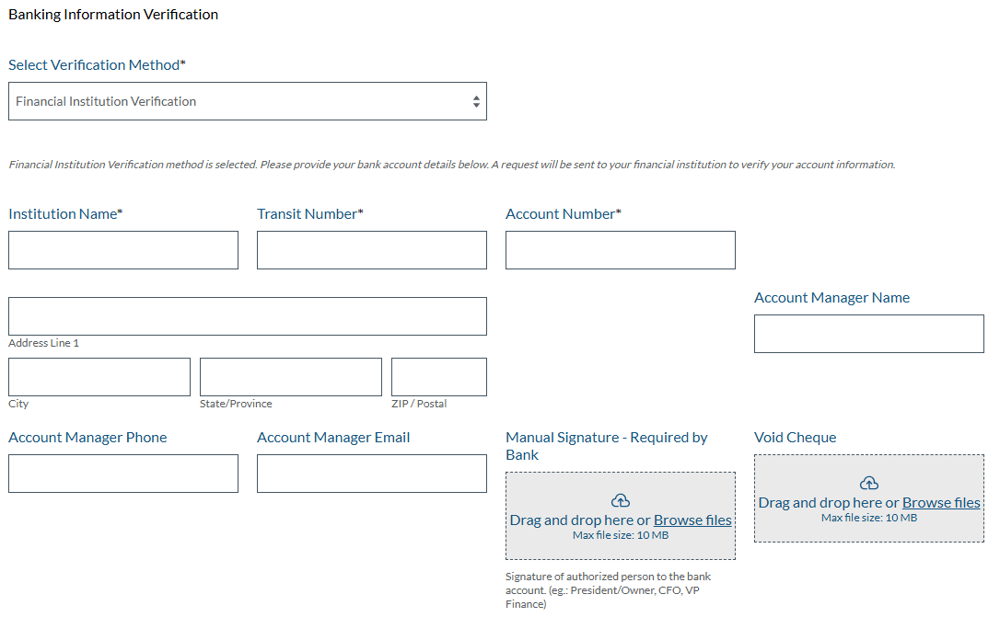 Banking Information Verification
Select Verification Method*
Financial Institution Verification
Financial Institution Verification method is selected. Please provide your bank account details below. A request will be sent to your financial institution to verify your account information.
Institution Name*
Transit Number*
Account Number*
Address Line 1
City
State/Province
ZIP / Postal
Account Manager Name
Account Manager Phone
Account Manager Email
Manual Signature - Required by
Bank
Drag and drop here or Browse files
Max file size: 10 MB
Signature of authorized person to the bank
account. (eg.: President/Owner, CFO, VP
Finance)
Void Cheque
Drag and drop here or Browse files
Max file size: 10 MB